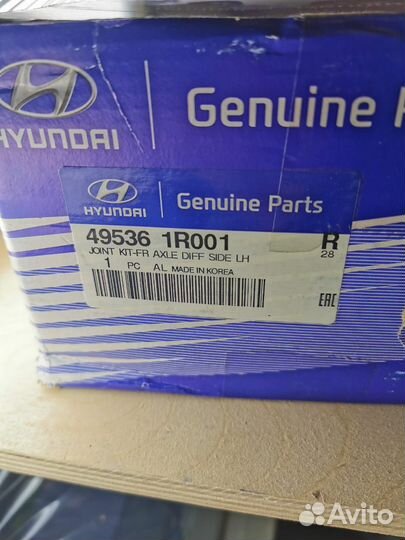 HYUNDAI
Genuine P
HYUNDAI
Genuine Parts
49536 1R001
R
28
JOINT KIT-FR AXLE DIFF SIDE LH
1 PC AL MADE IN KOREA
EAC
Avito